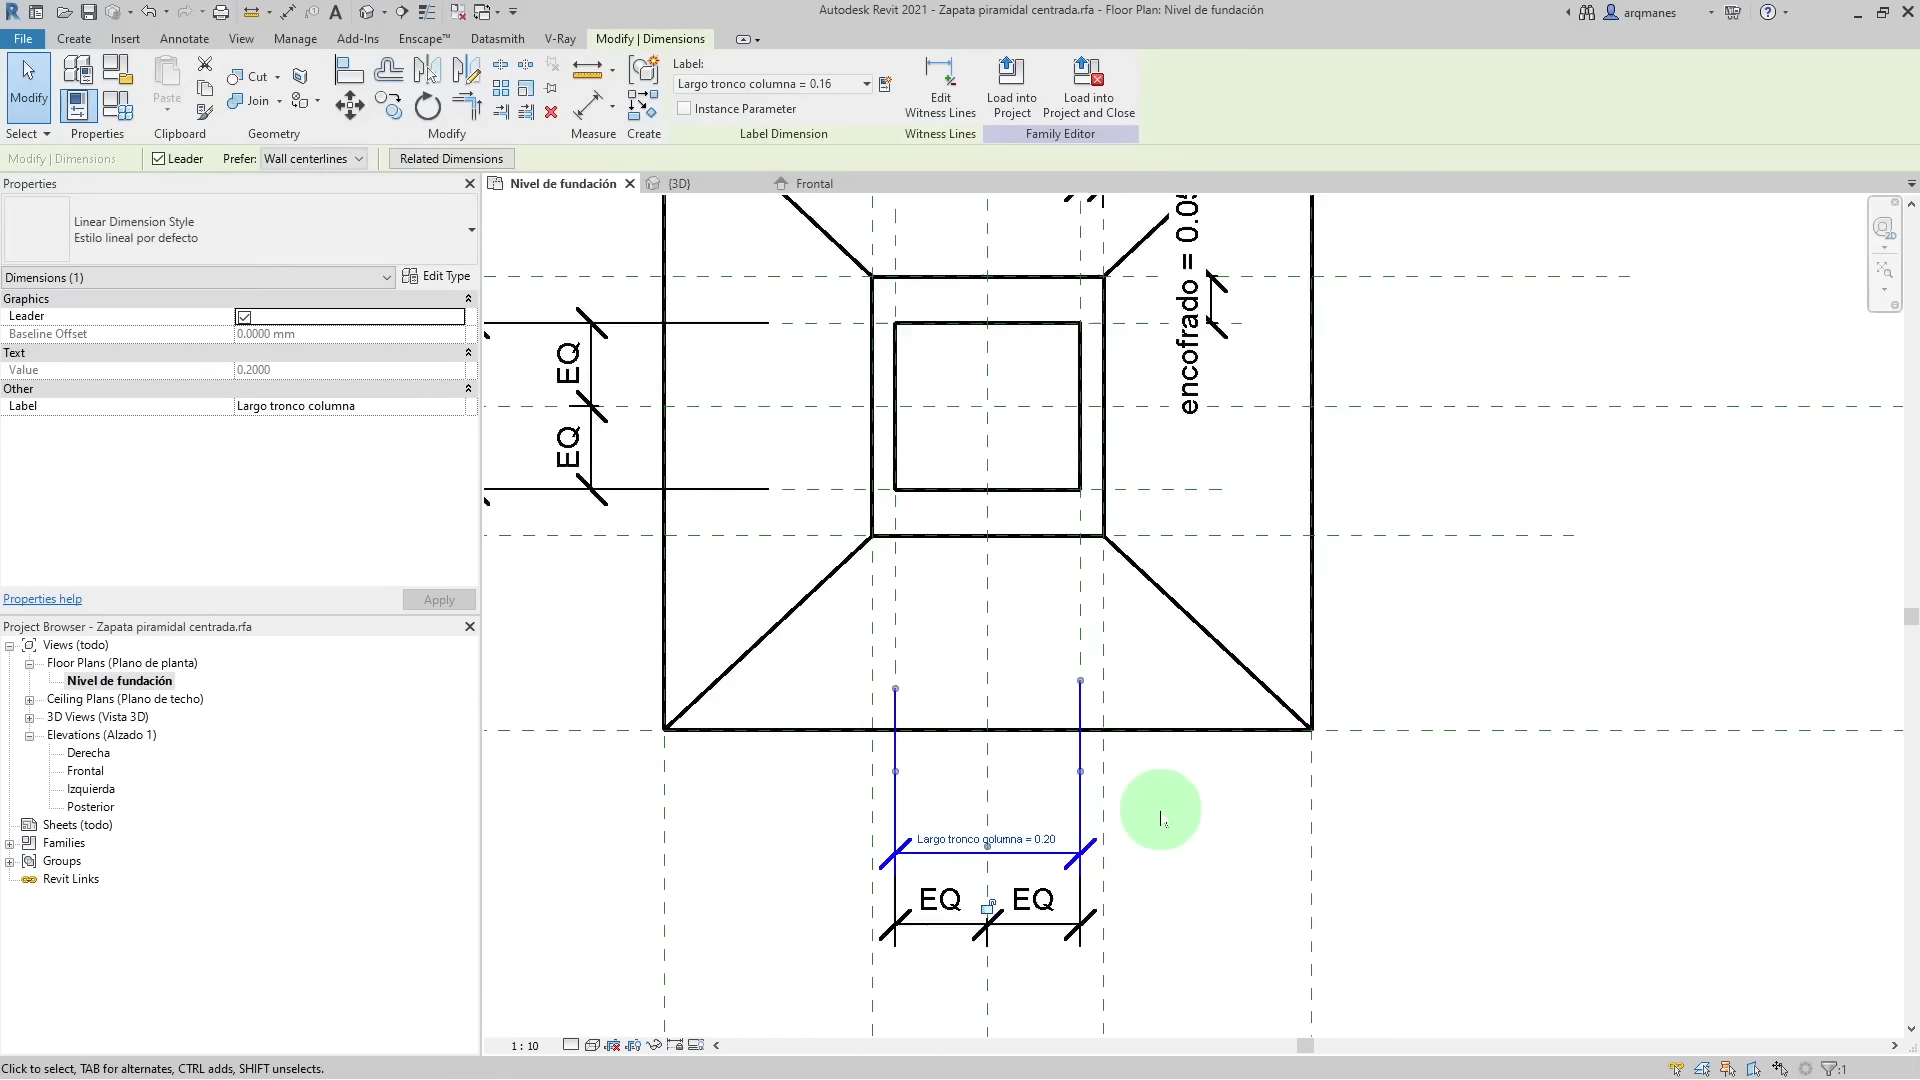 Autodesk Revit 2021 - Zapata piramidal centrada.rfa - Floor Plan: Nivel de fundación
arqmanes
File
Create
Insert
Annotate
View
Manage
Add-Ins
Enscape™
Datasmith
V-Ray
Modify | Dimensions
Modify
Paste
Cut
Join
Label:
Largo tronco columna = 0.16
Instance Parameter
Edit
Witness Lines
Load into
Project
Load into
Project and Close
Select
Properties
Clipboard
Geometry
Modify
Measure
Create
Label Dimension
Witness Lines
Family Editor
Modify | Dimensions
Leader
Prefer:
Wall centerlines
Related Dimensions
Properties
Nivel de fundación
{3D}
Frontal
Linear Dimension Style
Estilo lineal por defecto
Dimensions (1)
Edit Type
Graphics
Leader
Baseline Offset
0.0000 mm
Text
Value
0.2000
Other
Label
Largo tronco columna
Properties help
Apply
Project Browser - Zapata piramidal centrada.rfa
Views (todo)
Floor Plans (Plano de planta)
Nivel de fundación
Ceiling Plans (Plano de techo)
3D Views (Vista 3D)
Elevations (Alzado 1)
Derecha
Frontal
Izquierda
Posterior
Sheets (todo)
Families
Groups
Revit Links
EQ
EQ
encofrado = 0.05
2D
Largo tronco columna = 0.20
EQ
EQ
1 : 10
Click to select, TAB for alternates, CTRL adds, SHIFT unselects.
:1